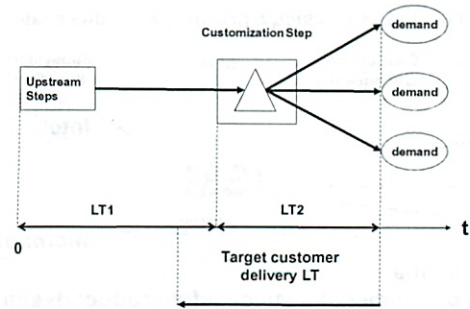 Customization Step
demand
Upstream
Steps
demand
demand
LT1
LT2
t
0
Target customer
delivery LT